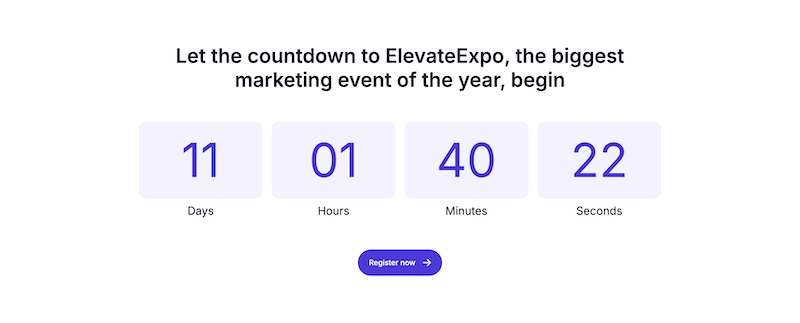 Let the countdown to ElevateExpo, the biggest
marketing event of the year, begin
11 01 40 22
Days Hours Minutes Seconds
Register now